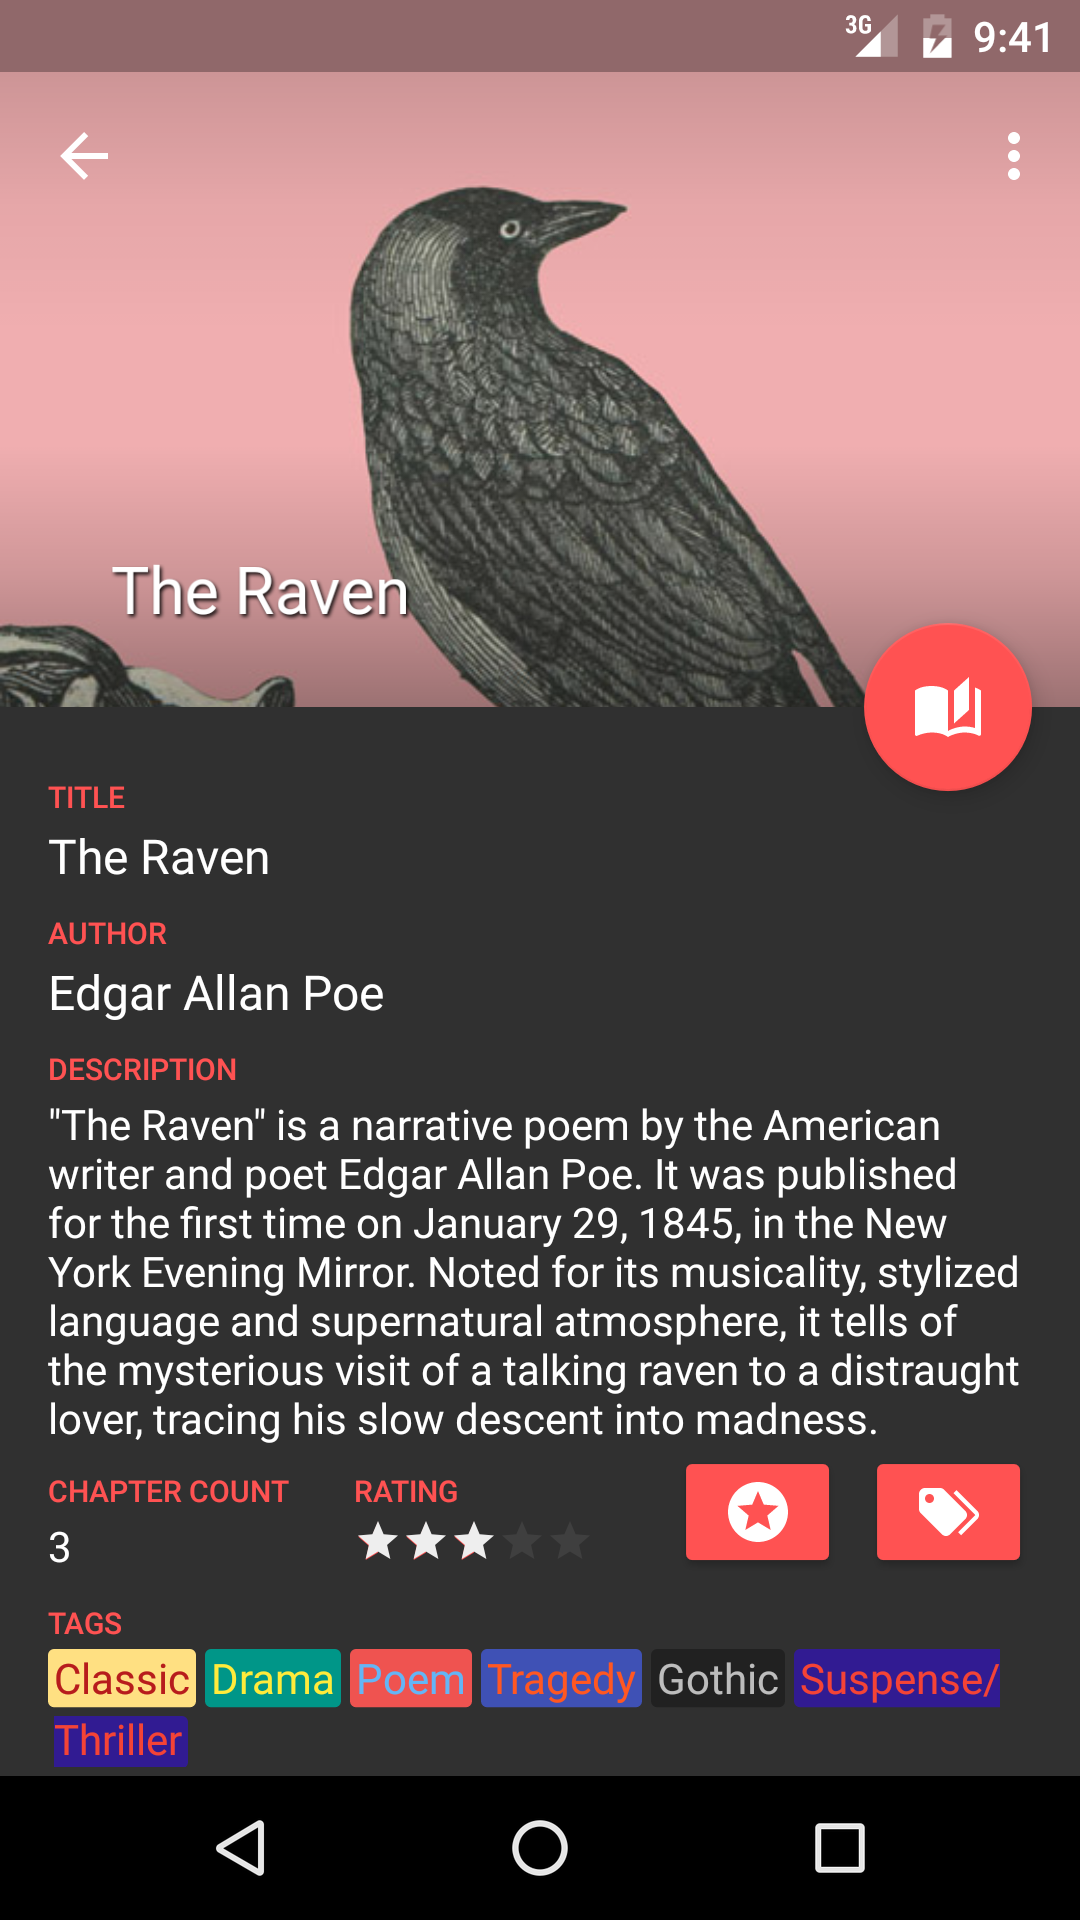 3G 9:41
The Raven
TITLE
The Raven
AUTHOR
Edgar Allan Poe
DESCRIPTION
"The Raven" is a narrative poem by the American
writer and poet Edgar Allan Poe. It was published
for the first time on January 29, 1845, in the New
York Evening Mirror. Noted for its musicality, stylized
language and supernatural atmosphere, it tells of
the mysterious visit of a talking raven to a distraught
lover, tracing his slow descent into madness.
CHAPTER COUNT RATING
3
TAGS
Classic Drama Poem Tragedy Gothic Suspense/
Thriller